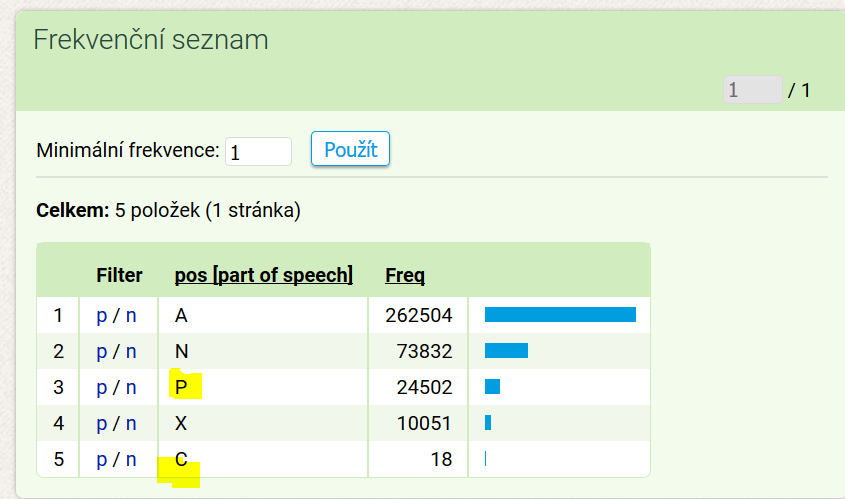 Frekvenční seznam
1 / 1
Minimální frekvence: 1 Použít
Celkem: 5 položek (1 stránka)
Filter pos [part of speech] Freq
1 p / n A 262504
2 p / n N 73832
3 p / n P 24502
4 p / n X 10051
5 p / n C 18